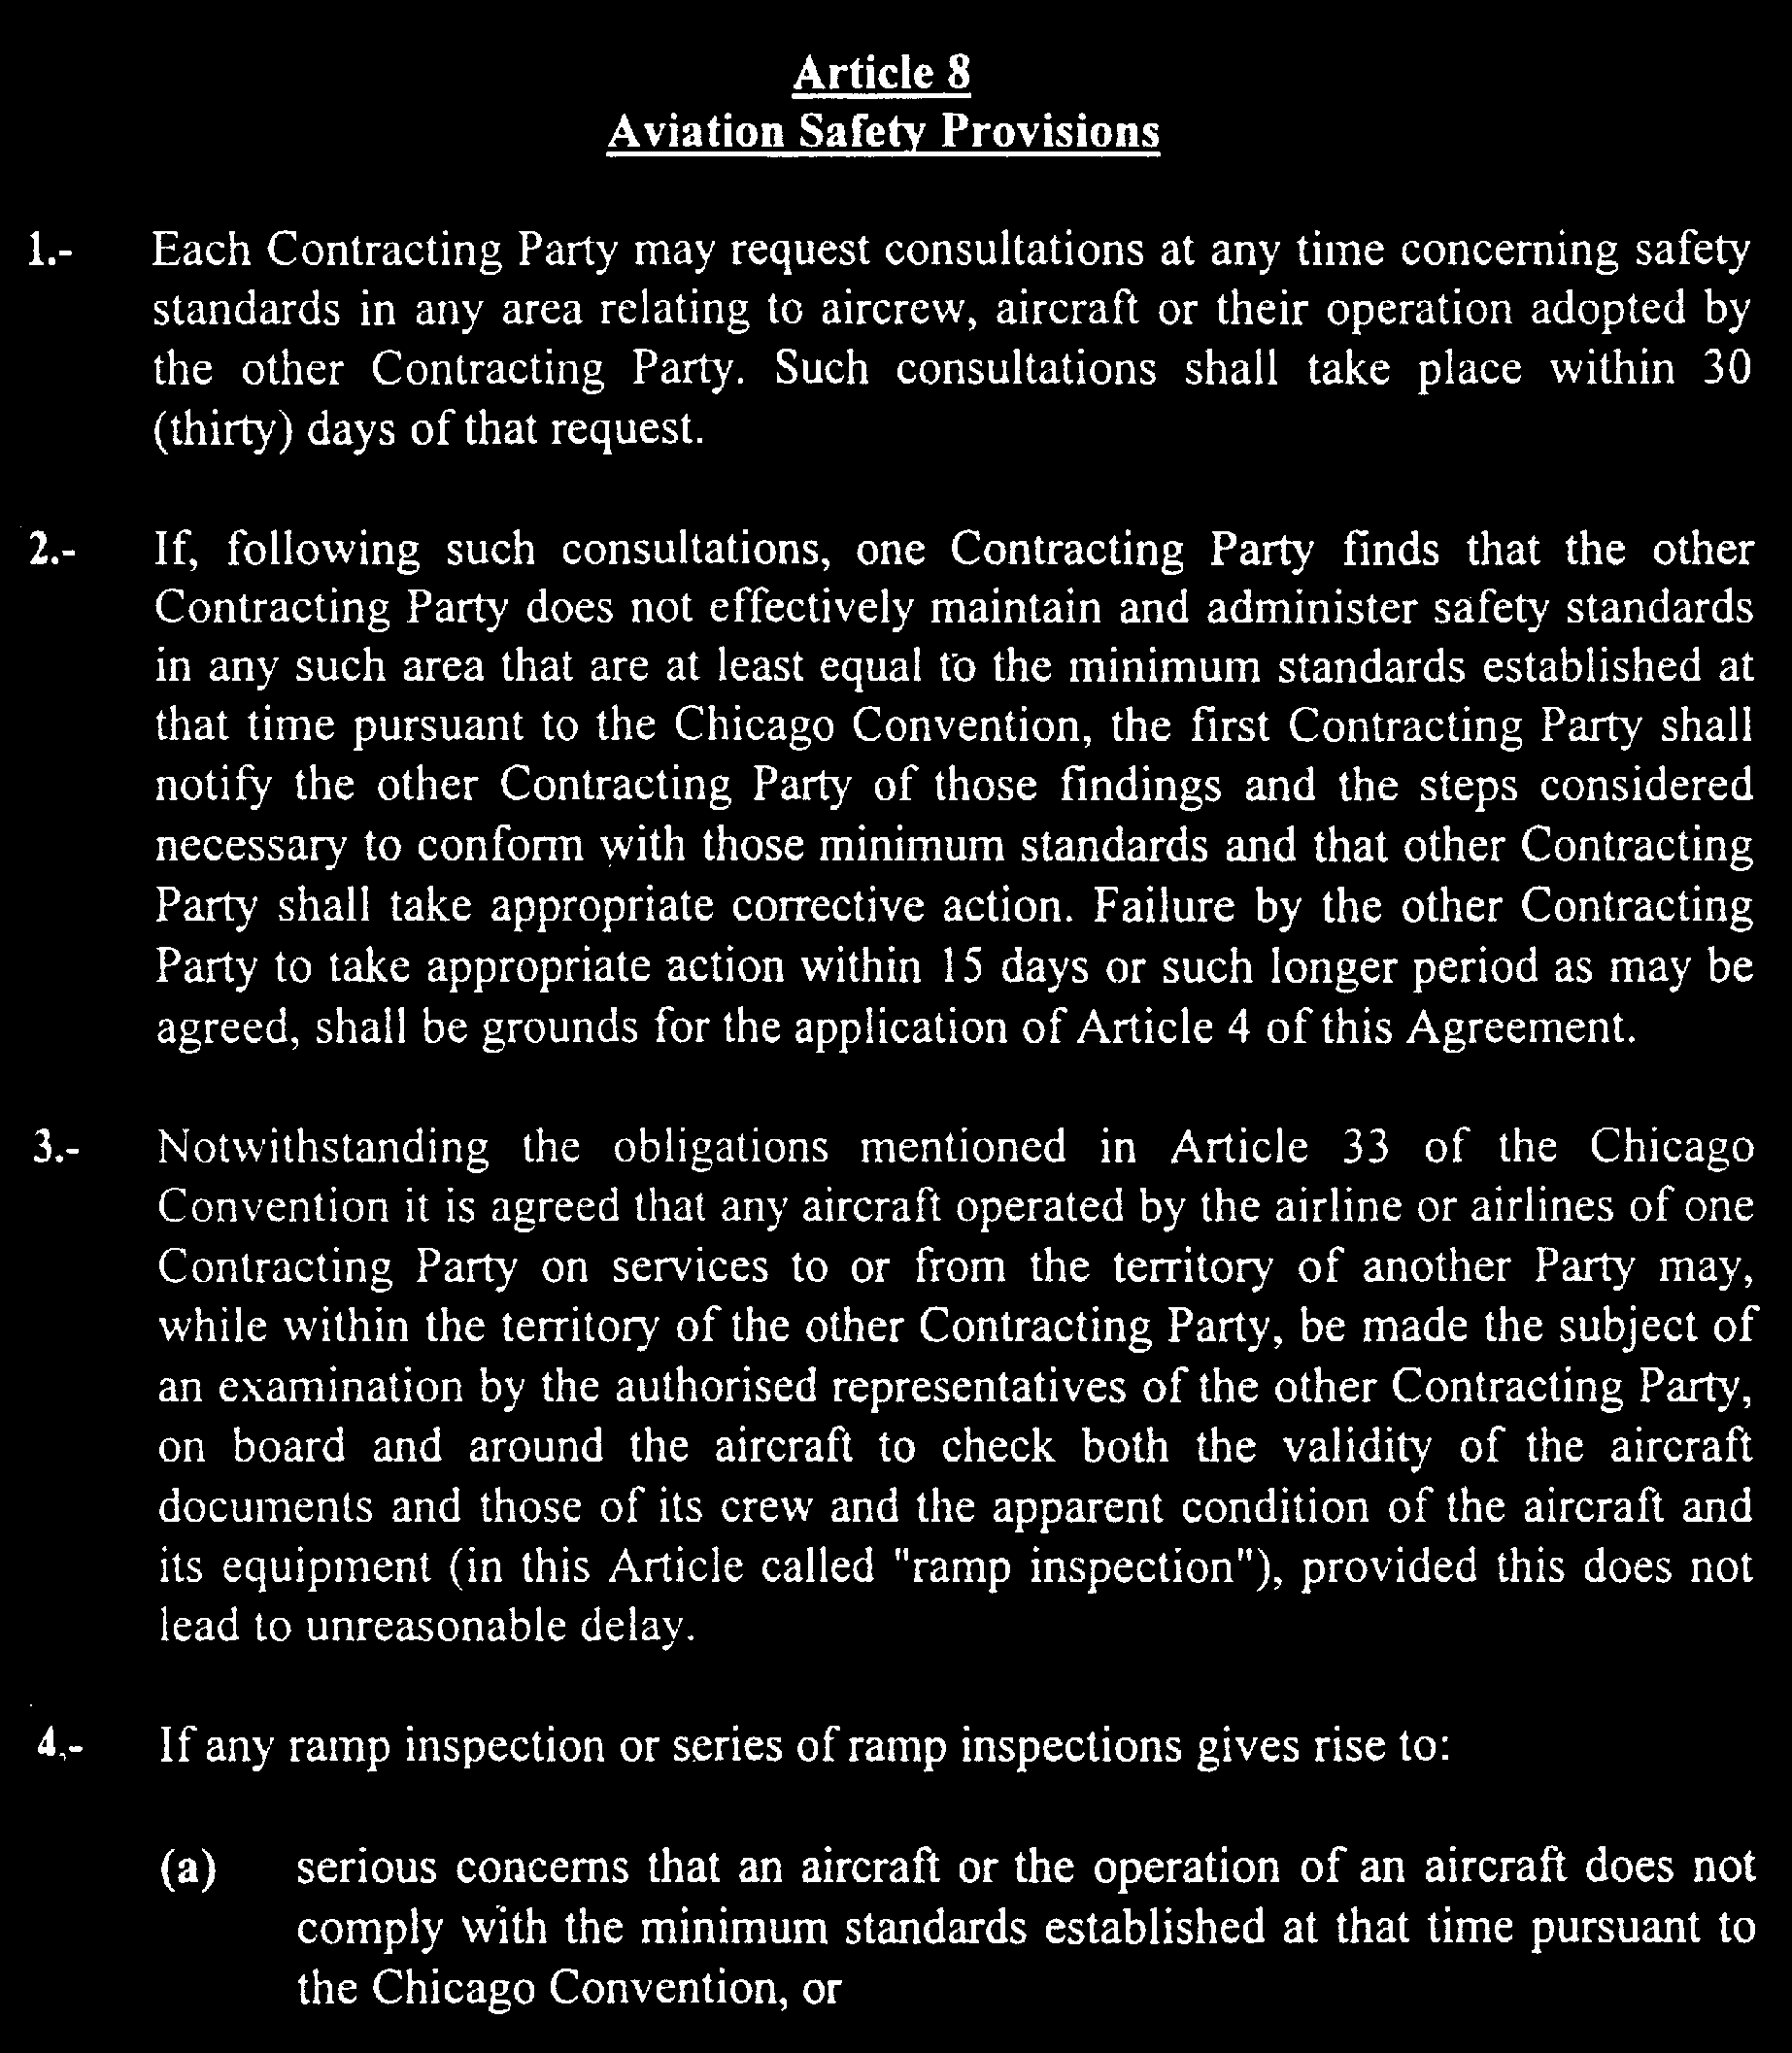 Article 8
Aviation Safety Provisions
1.- Each Contracting Party may request consultations at any time concerning safety
standards in any area relating to aircrew, aircraft or their operation adopted by
the other Contracting Party. Such consultations shall take place within 30
(thirty) days of that request.
2.- If, following such consultations, one Contracting Party finds that the other
Contracting Party does not effectively maintain and administer safety standards
in any such area that are at least equal to the minimum standards established at
that time pursuant to the Chicago Convention, the first Contracting Party shall
notify the other Contracting Party of those findings and the steps considered
necessary to conform with those minimum standards and that other Contracting
Party shall take appropriate corrective action. Failure by the other Contracting
Party to take appropriate action within 15 days or such longer period as may be
agreed, shall be grounds for the application of Article 4 of this Agreement.
3.- Notwithstanding the obligations mentioned in Article 33 of the Chicago
Convention it is agreed that any aircraft operated by the airline or airlines of one
Contracting Party on services to or from the territory of another Party may,
while within the territory of the other Contracting Party, be made the subject of
an examination by the authorised representatives of the other Contracting Party,
on board and around the aircraft to check both the validity of the aircraft
documents and those of its crew and the apparent condition of the aircraft and
its equipment (in this Article called "ramp inspection"), provided this does not
lead to unreasonable delay.
4.- If any ramp inspection or series of ramp inspections gives rise to:
(a) serious concerns that an aircraft or the operation of an aircraft does not
comply with the minimum standards established at that time pursuant to
the Chicago Convention, or